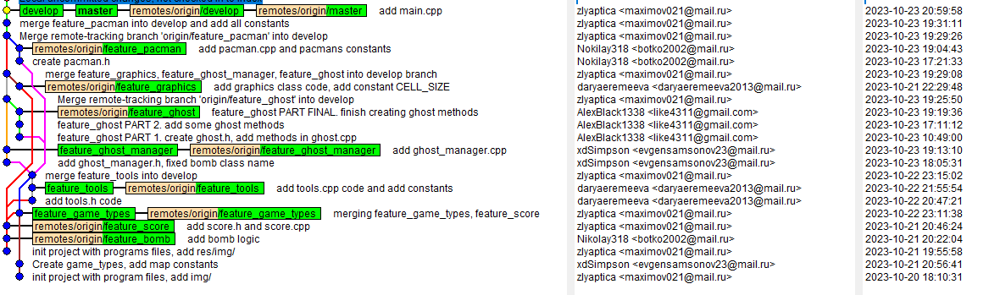 develop master remotes/origin/develop remotes/origin/master add main.cpp zlyaptica <maximov021@mail.ru> 2023-10-23 20:59:58
merge feature_pacman into develop and add all constants zlyaptica <maximov021@mail.ru> 2023-10-23 19:31:11
Merge remote-tracking branch 'origin/feature_pacman' into develop zlyaptica <maximov021@mail.ru> 2023-10-23 19:29:26
remotes/origin/feature_pacman add pacman.cpp and pacmans constants Nokilay318 <botko2002@mail.ru> 2023-10-23 19:04:43
create pacman.h Nokilay318 <botko2002@mail.ru> 2023-10-23 17:21:33
merge feature_graphics, feature_ghost_manager, feature_ghost into develop branch zlyaptica <maximov021@mail.ru> 2023-10-23 19:29:08
remotes/origin/feature_graphics add graphics class code, add constant CELL_SIZE daryaeremeeva <daryaeremeeva2013@mail.ru> 2023-10-21 22:29:48
Merge remote-tracking branch 'origin/feature_ghost' into develop zlyaptica <maximov021@mail.ru> 2023-10-23 19:25:50
remotes/origin/feature_ghost feature_ghost PART FINAL. finish creating ghost methods AlexBlack1338 <like4311@gmail.com> 2023-10-23 19:19:36
feature_ghost PART 2. add some ghost methods AlexBlack1338 <like4311@gmail.com> 2023-10-23 17:11:12
feature_ghost PART 1. create ghost.h, add methods in ghost.cpp AlexBlack1338 <like4311@gmail.com> 2023-10-23 10:49:00
feature_ghost_manager remotes/origin/feature_ghost_manager add ghost_manager.cpp xdSimpson <evgensamsonov23@mail.ru> 2023-10-23 19:13:10
add ghost_manager.h, fixed bomb class name xdSimpson <evgensamsonov23@mail.ru> 2023-10-23 18:05:31
merge feature_tools into develop zlyaptica <maximov021@mail.ru> 2023-10-22 23:15:02
feature_tools remotes/origin/feature_tools add tools.cpp code and add constants daryaeremeeva <daryaeremeeva2013@mail.ru> 2023-10-22 21:55:54
add tools.h code daryaeremeeva <daryaeremeeva2013@mail.ru> 2023-10-22 20:47:21
feature_game_types remotes/origin/feature_game_types merging feature_game_types, feature_score zlyaptica <maximov021@mail.ru> 2023-10-22 23:11:38
remotes/origin/feature_score add score.h and score.cpp zlyaptica <maximov021@mail.ru> 2023-10-21 20:46:24
remotes/origin/feature_bomb add bomb logic Nikolay318 <botko2002@mail.ru> 2023-10-21 20:22:04
init project with programs files, add res/img/ zlyaptica <maximov021@mail.ru> 2023-10-21 19:55:58
Create game_types, add map constants xdSimpson <evgensamsonov23@mail.ru> 2023-10-21 20:56:41
init project with program files, add img/ zlyaptica <maximov021@mail.ru> 2023-10-20 18:10:31